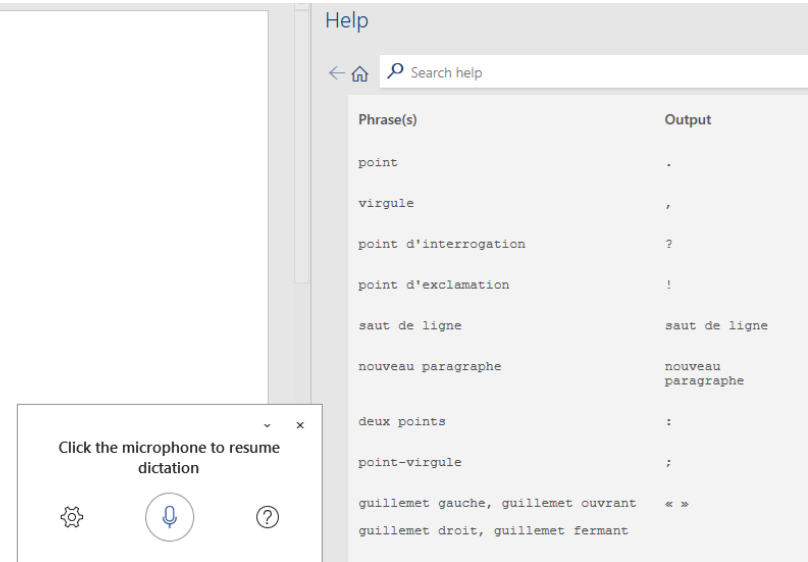 Help
Search help
Phrase(s) Output
point .
virgule ,
point d'interrogation ?
point d'exclamation !
saut de ligne saut de ligne
nouveau paragraphe nouveau
paragraphe
deux points :
point-virgule ;
guillemet gauche, guillemet ouvrant « »
guillemet droit, guillemet fermant
Click the microphone to resume
dictation